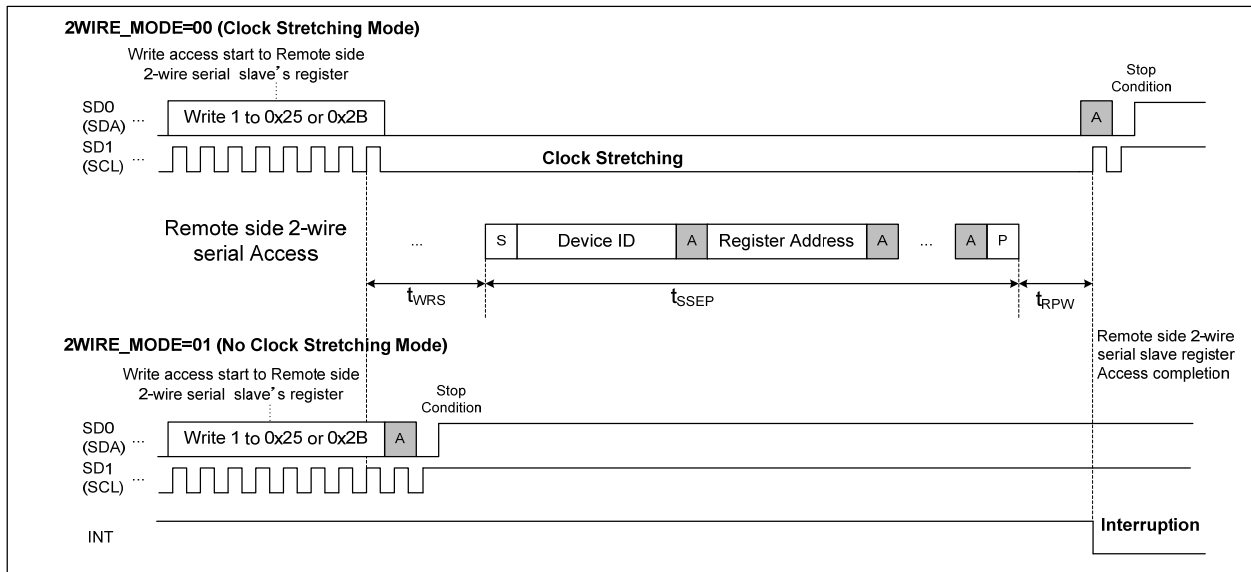 2WIRE_MODE=00 (Clock Stretching Mode)
Write access start to Remote side
2-wire serial slave's register
Stop
Condition
SD0
(SDA) ...
Write 1 to 0x25 or 0x2B
A
SD1
(SCL) ...
Clock Stretching
Remote side 2-wire
serial Access
... S Device ID A Register Address A ... A P
tWRS tSSEP tRPW
2WIRE_MODE=01 (No Clock Stretching Mode)
Remote side 2-wire
serial slave register
Access completion
Write access start to Remote side
2-wire serial slave's register
Stop
Condition
SD0
(SDA) ...
Write 1 to 0x25 or 0x2B A
SD1
(SCL) ...
INT
Interruption